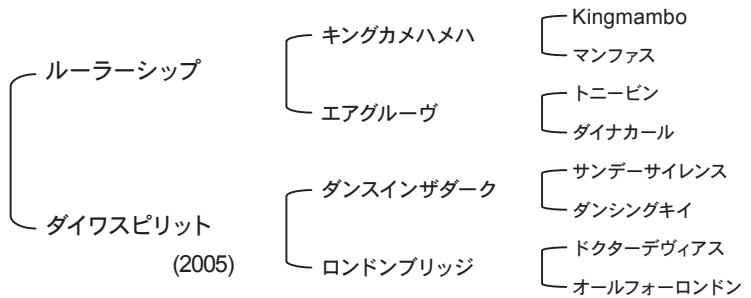 ルーラーシップ
キングカメハメハ
Kingmambo
マンファス
エアグルーヴ
トニービン
ダイナカール
ダイワスピリット
(2005)
ダンスインザダーク
サンデーサイレンス
ダンシングキイ
ロンドンブリッジ
ドクターデヴィアス
オールフォーロンドン